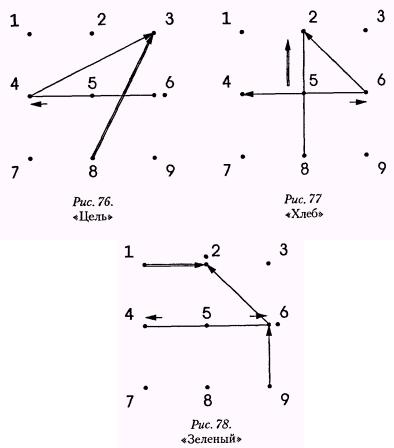 1 2 3
4 5 6
7 8 9
Рис. 76.
«Цель»
1 2 3
4 5 6
7 8 9
Рис. 77
«Хлеб»
1 2 3
4 5 6
7 8 9
Рис. 78.
«Зеленый»